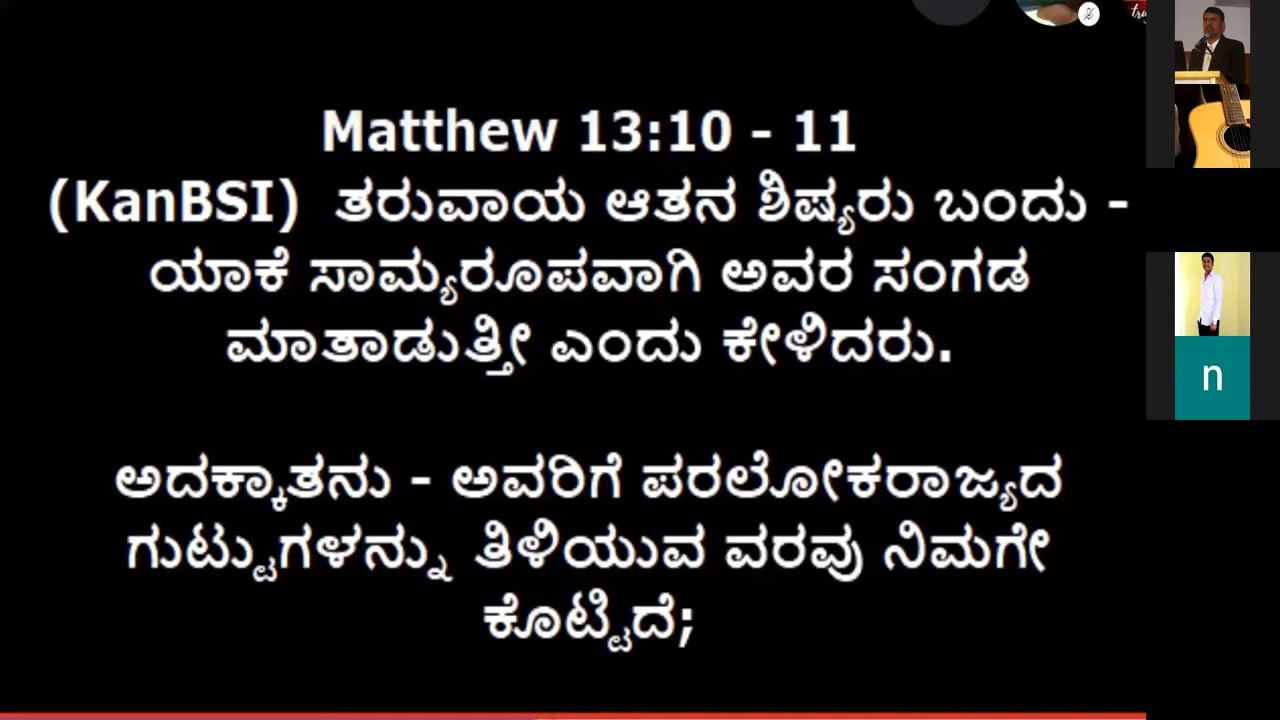 Matthew 13:10 - 11
(KanBSI) ತರುವಾಯ ಆತನ ಶಿಷ್ಯರು ಬಂದು -
ಯಾಕೆ ಸಾಮ್ಯರೂಪವಾಗಿ ಅವರ ಸಂಗಡ
ಮಾತಾಡುತ್ತೀ ಎಂದು ಕೇಳಿದರು.
ಅದಕ್ಕಾತನು - ಅವರಿಗೆ ಪರಲೋಕರಾಜ್ಯದ
ಗುಟ್ಟುಗಳನ್ನು ತಿಳಿಯುವ ವರವು ನಿಮಗೇ
ಕೊಟ್ಟಿದೆ;
n